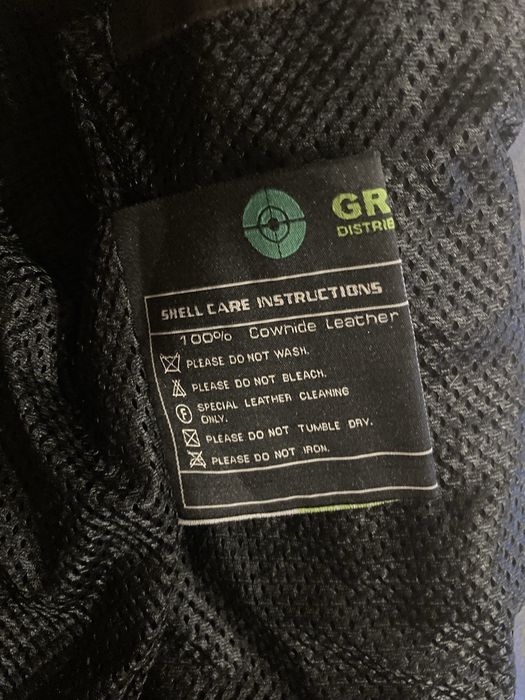 GR
DISTRIB
SHELL CARE INSTRUCTIONS
100% Cowhide Leather
PLEASE DO NOT WASH.
PLEASE DO NOT BLEACH.
F SPECIAL LEATHER CLEANING
ONLY.
PLEASE DO NOT TUMBLE DRY.
PLEASE DO NOT IRON.